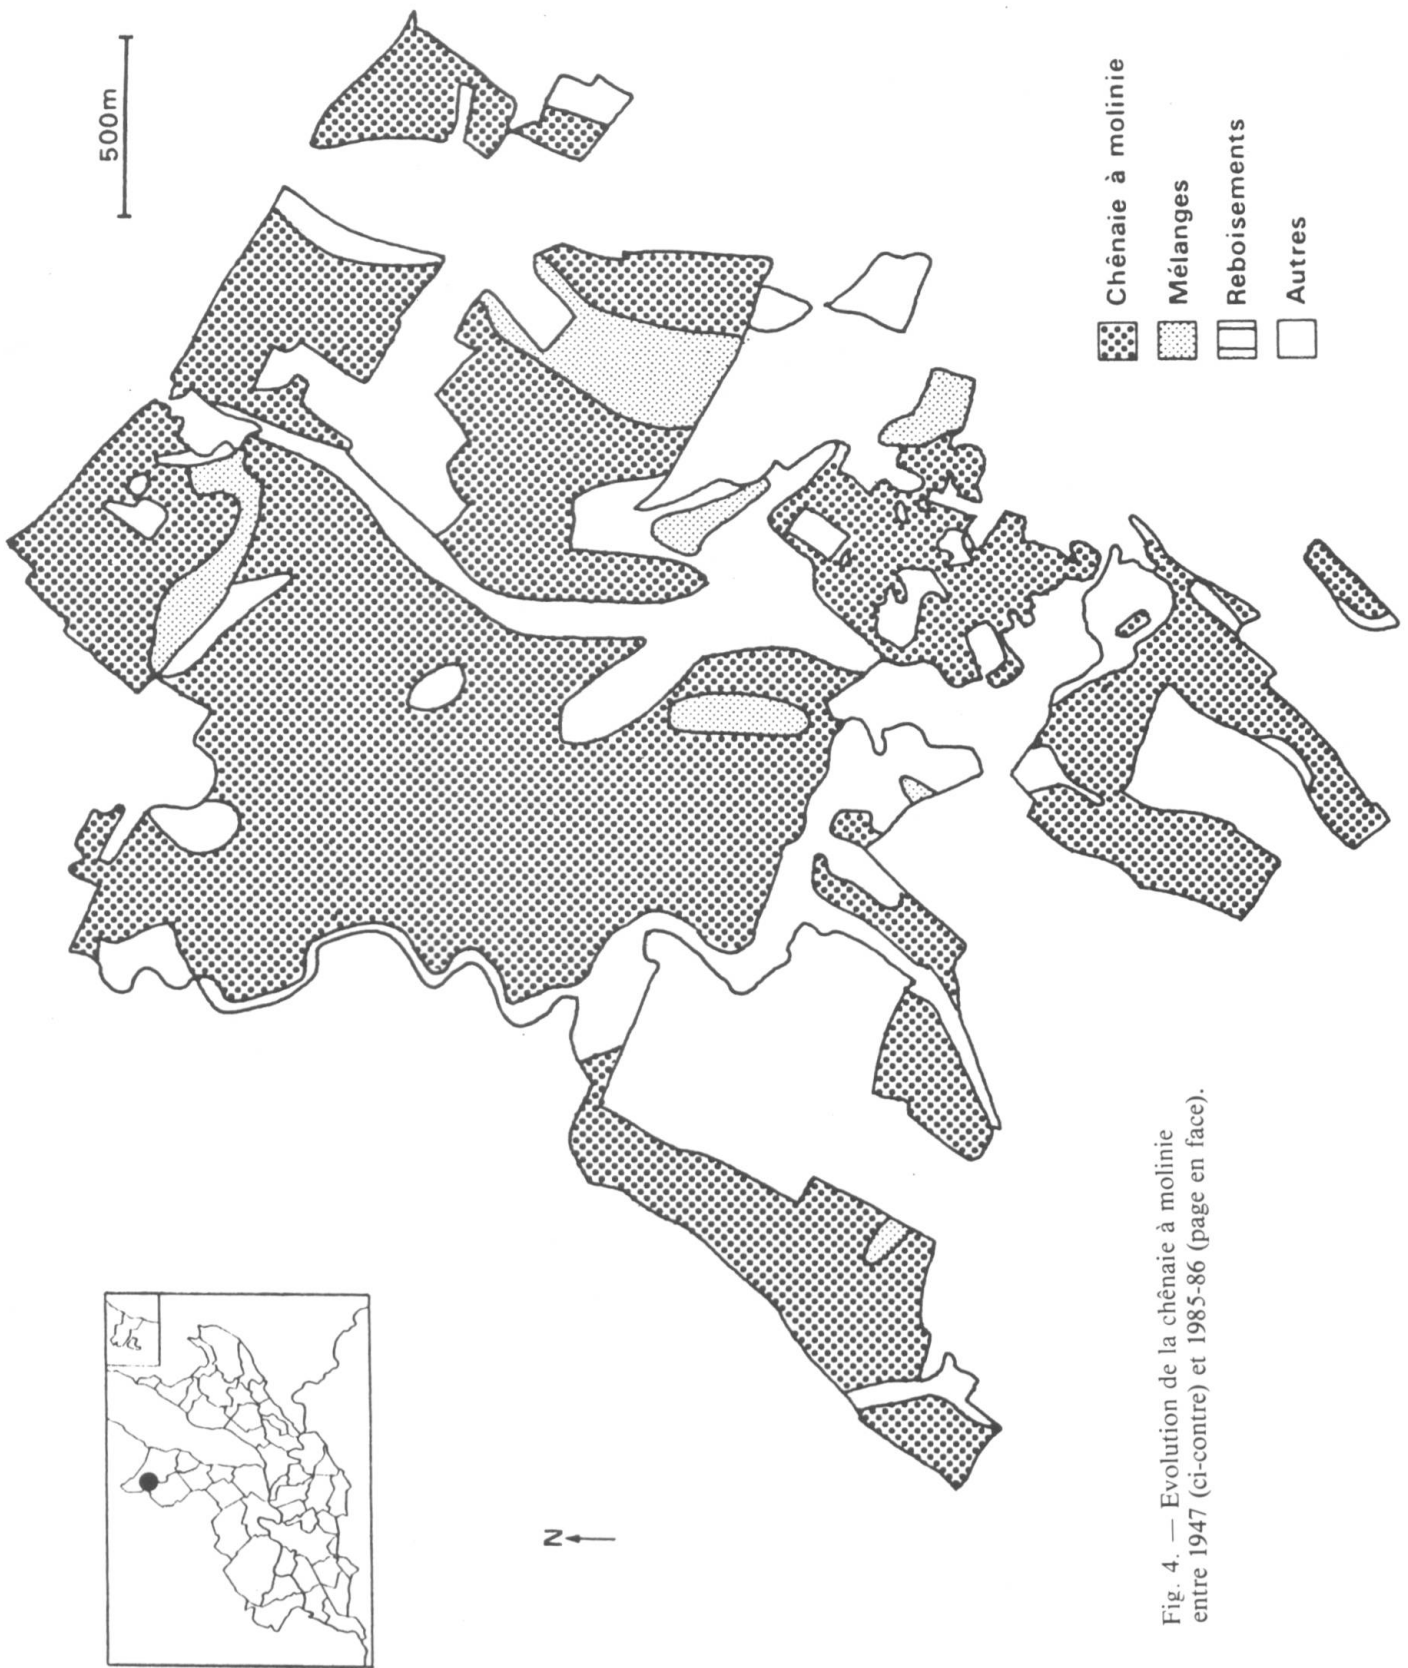 500m
Chênaie à molinie
Mélanges
Reboisements
Autres
N
Fig. 4. — Evolution de la chênaie à molinie
entre 1947 (ci-contre) et 1985-86 (page en face).